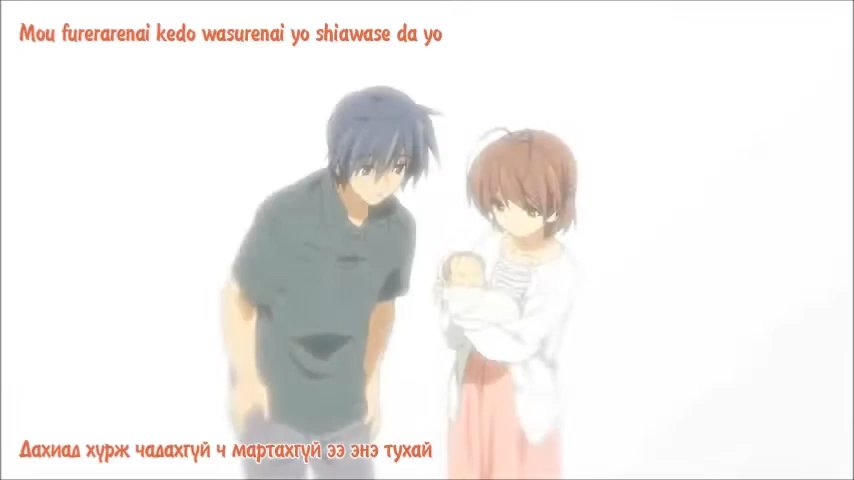 Mou furerarenai kedo wasurenai yo shiawase da yo
Дахиад хүрж чадахгүй ч мартахгүй ээ энэ тухай